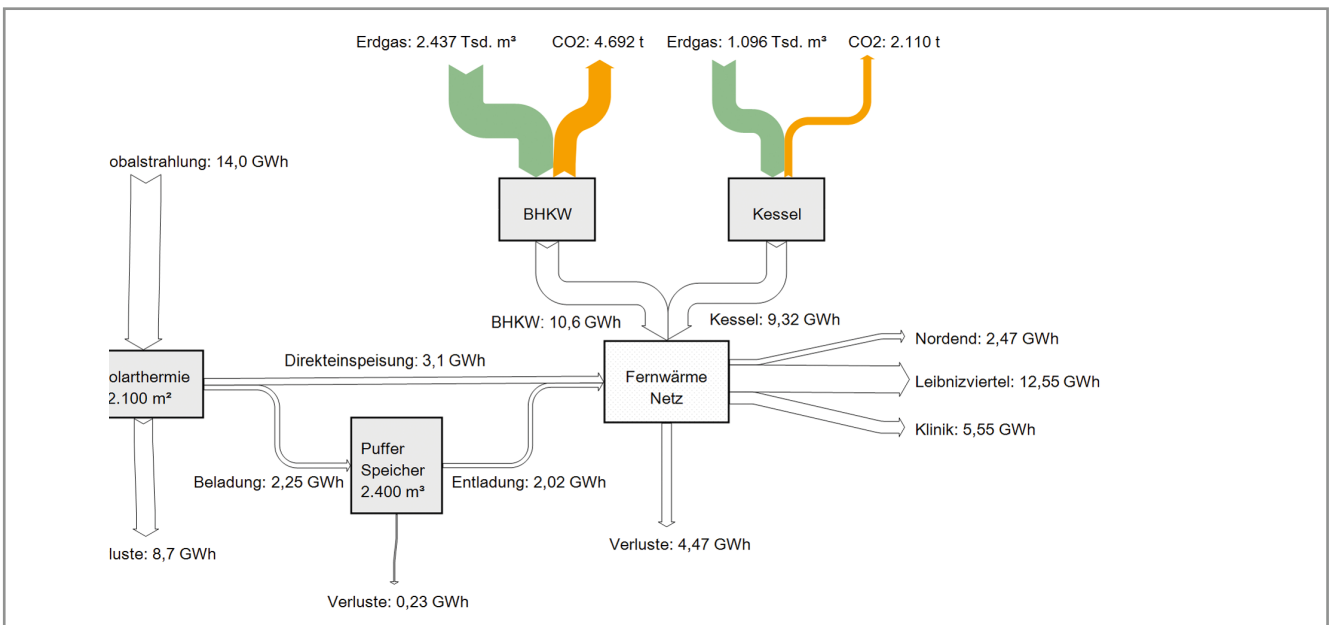 Erdgas: 2.437 Tsd. m³
CO2: 4.692 t
Erdgas: 1.096 Tsd. m³
CO2: 2.110 t
obalstrahlung: 14,0 GWh
BHKW
Kessel
BHKW: 10,6 GWh
Kessel: 9,32 GWh
Direkteinspeisung: 3,1 GWh
olarthermie
2.100 m²
Fernwärme
Netz
Nordend: 2,47 GWh
Leibnizviertel: 12,55 GWh
Klinik: 5,55 GWh
Puffer
Speicher
2.400 m³
Beladung: 2,25 GWh
Entladung: 2,02 GWh
luste: 8,7 GWh
Verluste: 4,47 GWh
Verluste: 0,23 GWh